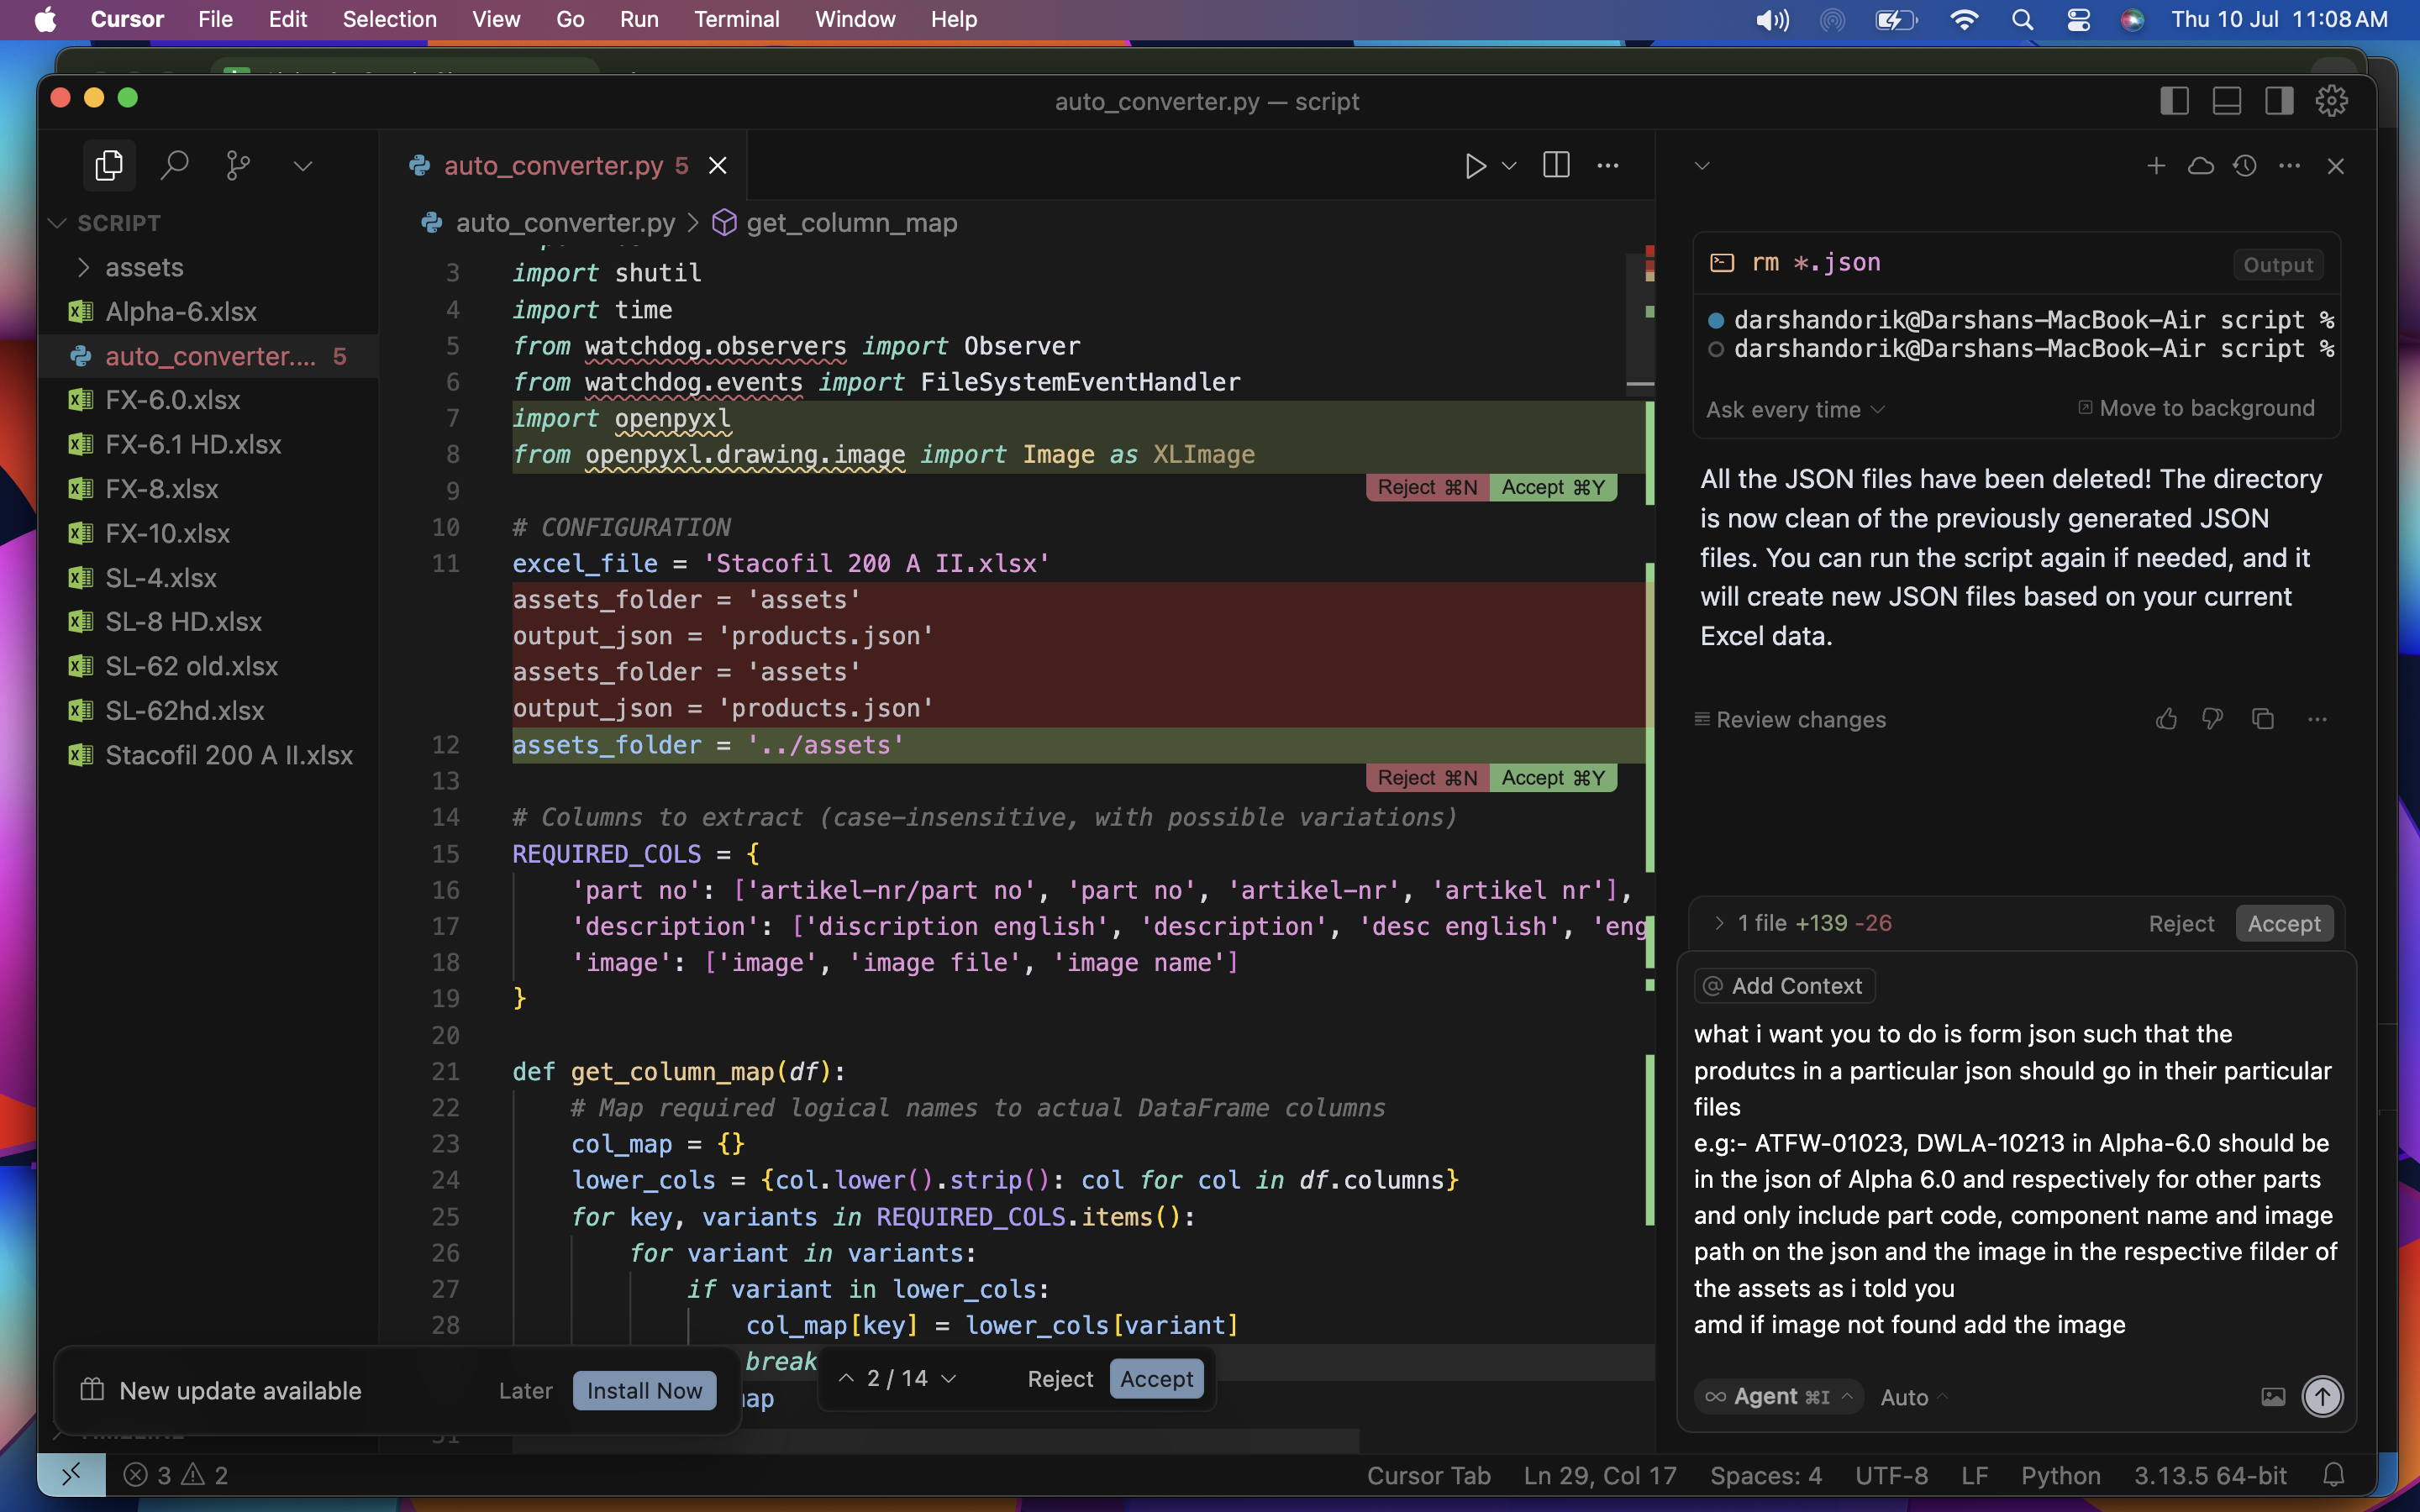 Cursor File Edit Selection View Go Run Terminal Window Help
Thu 10 Jul 11:08 AM
auto_converter.py — script
SCRIPT
assets
Alpha-6.xlsx
auto_converter.... 5
FX-6.0.xlsx
FX-6.1 HD.xlsx
FX-8.xlsx
FX-10.xlsx
SL-4.xlsx
SL-8 HD.xlsx
SL-62 old.xlsx
SL-62hd.xlsx
Stacofil 200 A II.xlsx
auto_converter.py 5
auto_converter.py > get_column_map
3 import shutil
4 import time
5 from watchdog.observers import Observer
6 from watchdog.events import FileSystemEventHandler
7 import openpyxl
8 from openpyxl.drawing.image import Image as XLImage
Reject ⌘N Accept ⌘Y
9
10 # CONFIGURATION
11 excel_file = 'Stacofil 200 A II.xlsx'
assets_folder = 'assets'
output_json = 'products.json'
assets_folder = 'assets'
output_json = 'products.json'
12 assets_folder = '../assets'
Reject ⌘N Accept ⌘Y
13
14 # Columns to extract (case-insensitive, with possible variations)
15 REQUIRED_COLS = {
16 'part no': ['artikel-nr/part no', 'part no', 'artikel-nr', 'artikel nr'],
17 'description': ['discription english', 'description', 'desc english', 'eng
18 'image': ['image', 'image file', 'image name']
19 }
20
21 def get_column_map(df):
22 # Map required logical names to actual DataFrame columns
23 col_map = {}
24 lower_cols = {col.lower().strip(): col for col in df.columns}
25 for key, variants in REQUIRED_COLS.items():
26 for variant in variants:
27 if variant in lower_cols:
28 col_map[key] = lower_cols[variant]
break
map
2 / 14 Reject Accept
New update available Later Install Now
rm *.json
Output
darshandorik@Darshans-MacBook-Air script %
darshandorik@Darshans-MacBook-Air script %
Ask every time Move to background
All the JSON files have been deleted! The directory
is now clean of the previously generated JSON
files. You can run the script again if needed, and it
will create new JSON files based on your current
Excel data.
Review changes
1 file +139 -26 Reject Accept
@ Add Context
what i want you to do is form json such that the
produtcs in a particular json should go in their particular
files
e.g:- ATFW-01023, DWLA-10213 in Alpha-6.0 should be
in the json of Alpha 6.0 and respectively for other parts
and only include part code, component name and image
path on the json and the image in the respective filder of
the assets as i told you
amd if image not found add the image
Agent ⌘I Auto
3 2
Cursor Tab Ln 29, Col 17 Spaces: 4 UTF-8 LF Python 3.13.5 64-bit